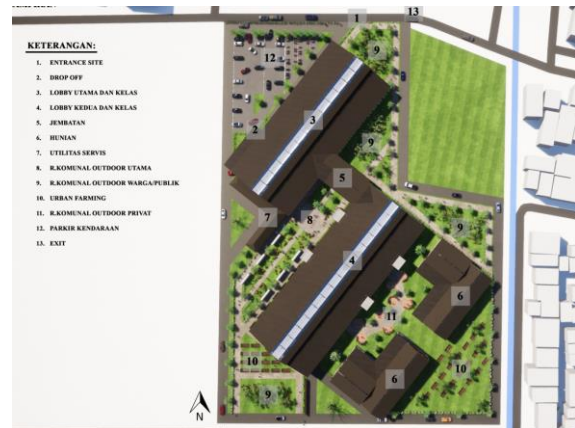 KETERANGAN:
1. ENTRANCE SITE
2. DROP OFF
3. LOBBY UTAMA DAN KELAS
4. LOBBY KEDUA DAN KELAS
5. JEMBATAN
6. HUNIAN
7. UTILITAS SERVIS
8. R.KOMUNAL OUTDOOR UTAMA
9. R.KOMUNAL OUTDOOR WARGA/PUBLIK
10. URBAN FARMING
11. R.KOMUNAL OUTDOOR PRIVAT
12. PARKIR KENDARAAN
13. EXIT
1
13
9
12
2
3
9
5
7
8
9
4
6
11
10
6
10
9
N